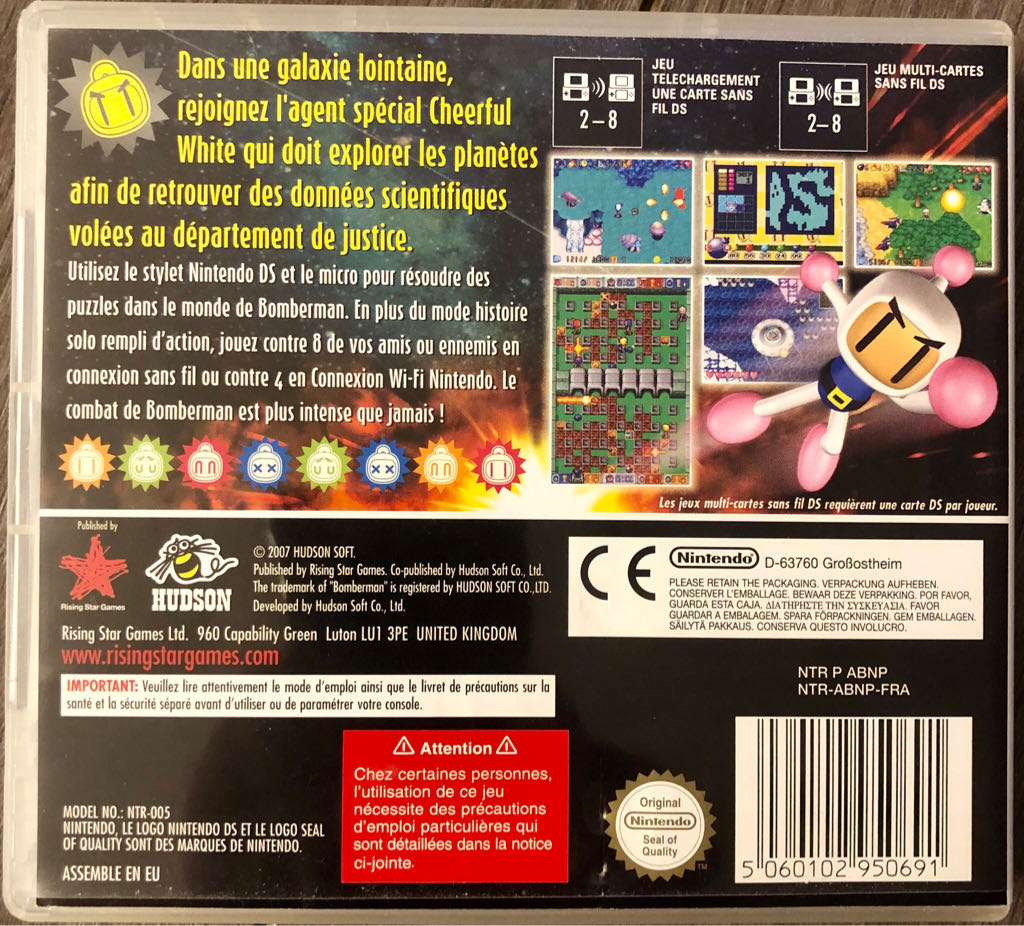 Dans une galaxie lointaine,
rejoignez l'agent spécial Cheerful
White qui doit explorer les planètes
afin de retrouver des données scientifiques
volées au département de justice.
Utilisez le stylet Nintendo DS et le micro pour résoudre des
puzzles dans le monde de Bomberman. En plus du mode histoire
solo rempli d'action, jouez contre 8 de vos amis ou ennemis en
connexion sans fil ou contre 4 en Connexion Wi-Fi Nintendo. Le
combat de Bomberman est plus intense que jamais !
2–8
JEU
TELECHARGEMENT
UNE CARTE SANS
FIL DS
2–8
JEU MULTI-CARTES
SANS FIL DS
Les jeux multi-cartes sans fil DS requièrent une carte DS par joueur.
Published by
Rising Star Games
HUDSON
© 2007 HUDSON SOFT.
Published by Rising Star Games. Co-published by Hudson Soft Co., Ltd.
The trademark of "Bomberman" is registered by HUDSON SOFT CO.,LTD.
Developed by Hudson Soft Co., Ltd.
Rising Star Games Ltd. 960 Capability Green Luton LU1 3PE UNITED KINGDOM
www.risingstargames.com
IMPORTANT: Veuillez lire attentivement le mode d'emploi ainsi que le livret de précautions sur la
santé et la sécurité séparé avant d'utiliser ou de paramétrer votre console.
CE Nintendo D-63760 Großostheim
PLEASE RETAIN THE PACKAGING. VERPACKUNG AUFHEBEN.
CONSERVER L'EMBALLAGE. BEWAAR DEZE VERPAKKING. POR FAVOR,
GUARDA ESTA CAJA. ΔΙΑΤΗΡΗΣΤΕ ΤΗΝ ΣΥΣΚΕΥΑΣΙΑ. FAVOR
GUARDAR A EMBALAGEM. SPARA FÖRPACKNINGEN. GEM EMBALLAGEN.
SÄILYTÄ PAKKAUS. CONSERVA QUESTO INVOLUCRO.
NTR P ABNP
NTR-ABNP-FRA
Attention
Chez certaines personnes,
l'utilisation de ce jeu
nécessite des précautions
d'emploi particulières qui
sont détaillées dans la notice
ci-jointe.
MODEL NO.: NTR-005
NINTENDO, LE LOGO NINTENDO DS ET LE LOGO SEAL
OF QUALITY SONT DES MARQUES DE NINTENDO.
ASSEMBLE EN EU
Original
Nintendo
Seal of
Quality
TM
5 060102 950691